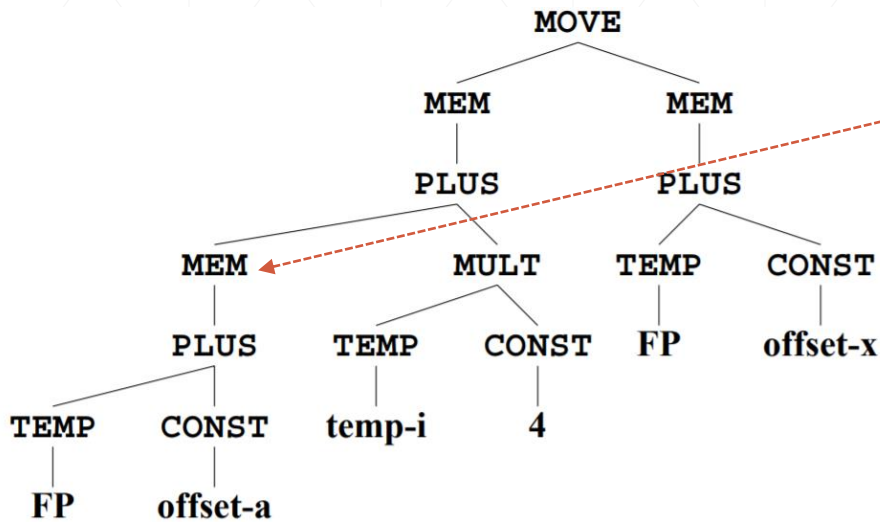 MOVE
MEM MEM
PLUS PLUS
MEM MULT TEMP CONST
PLUS TEMP CONST FP offset-x
TEMP CONST temp-i 4
FP offset-a